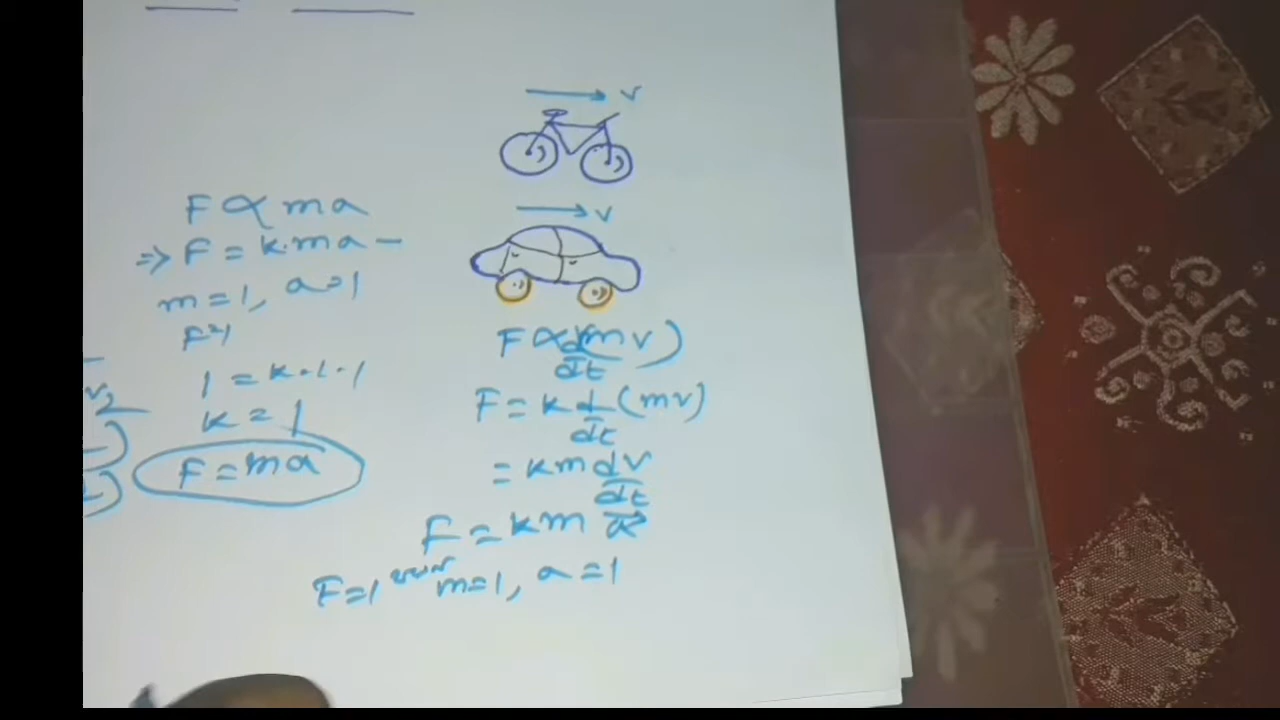 F ∝ ma
⇒ F = k.ma –
m = 1, a = 1
F = 1
1 = k.1.1
k = 1
F = ma
v₂
→ v
→ v
F ∝ d(mv)/dt
F = k d/dt (mv)
= km dv/dt
F = km a
F=1 m=1, a=1